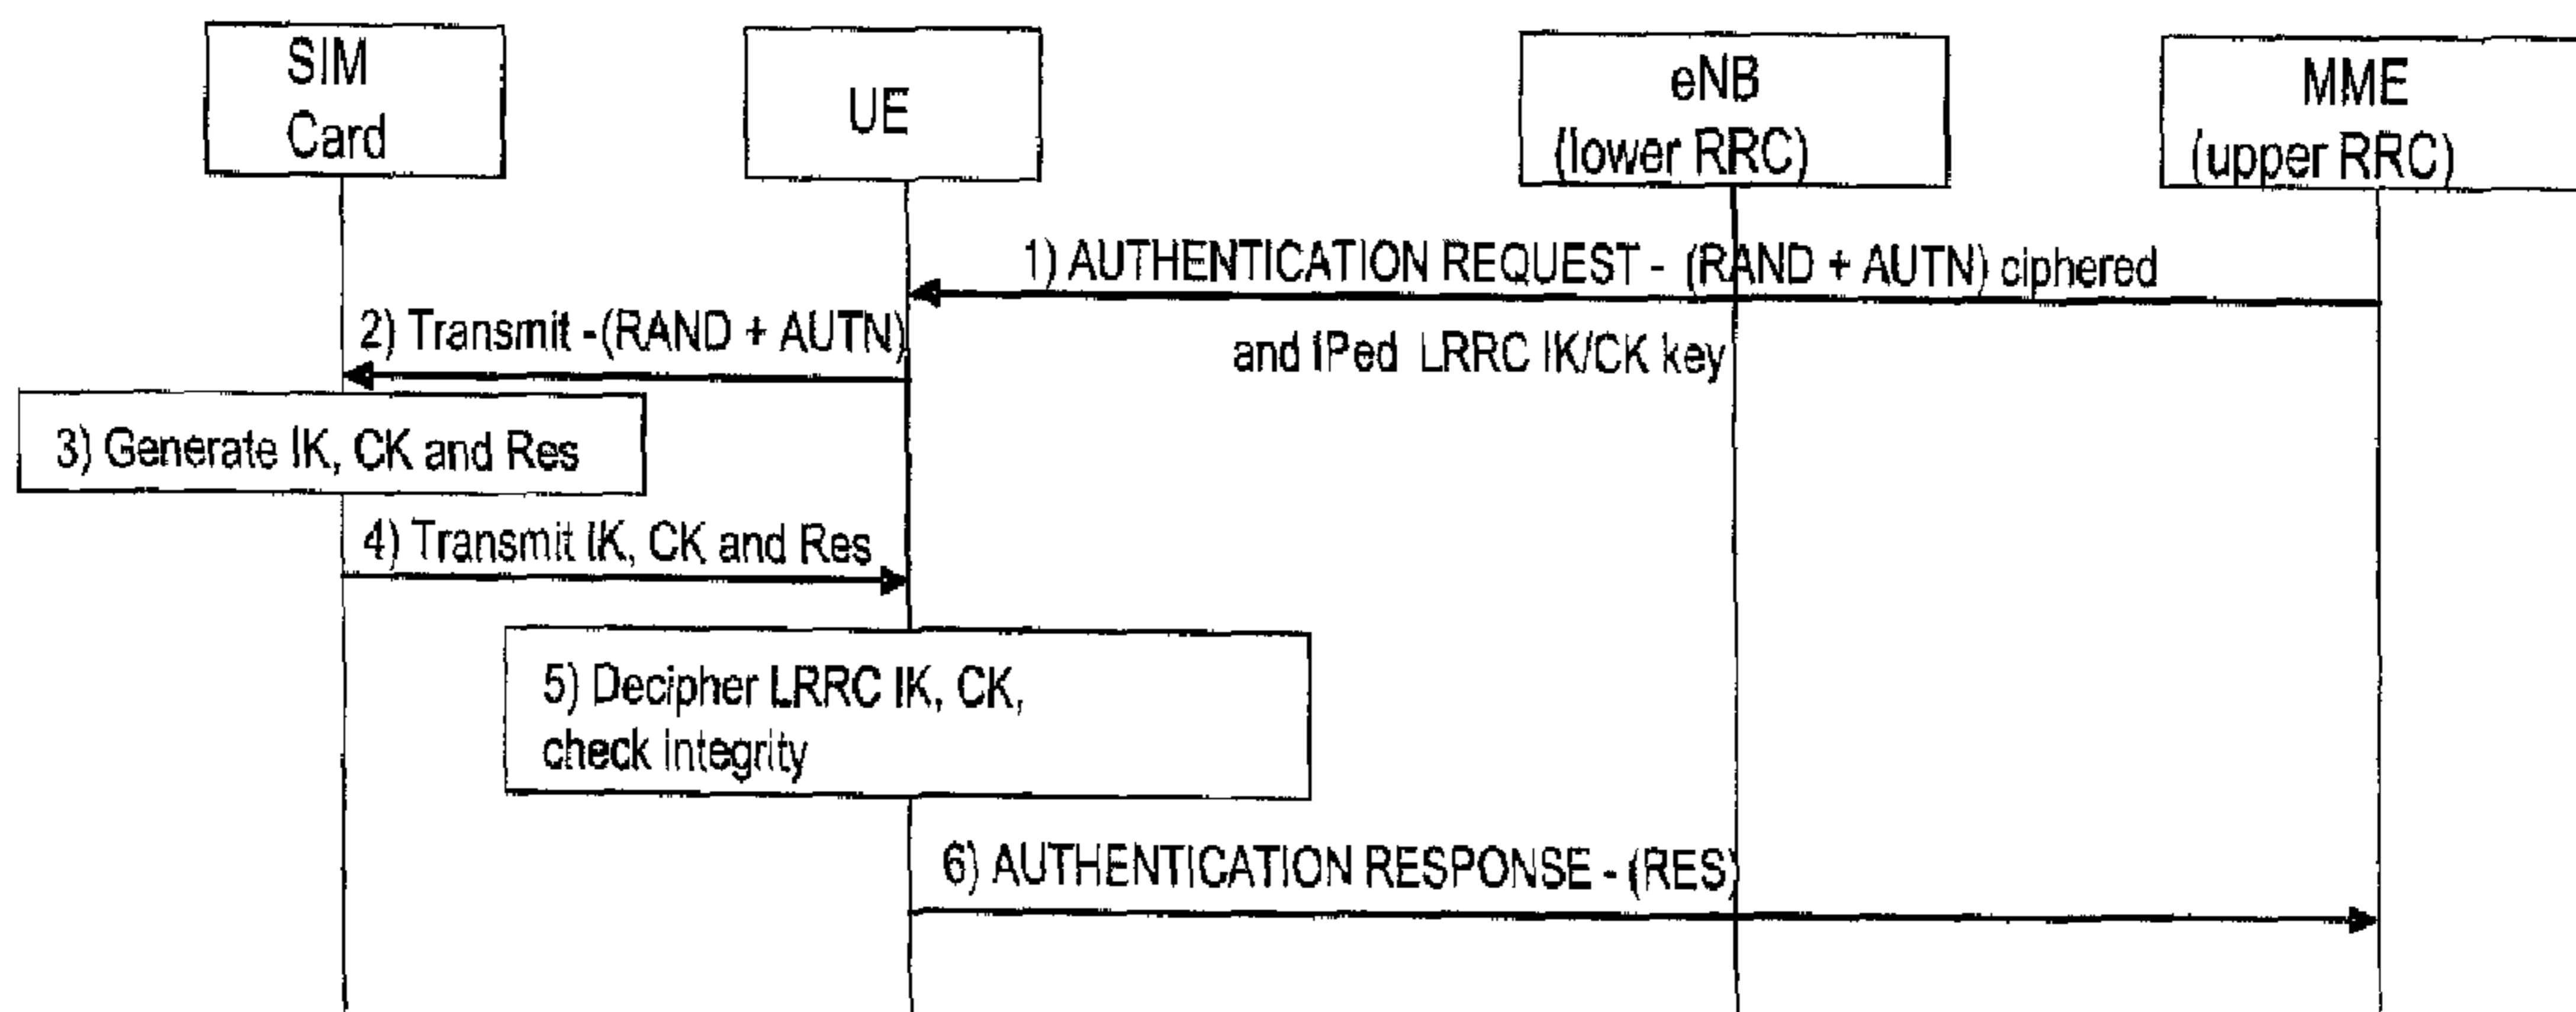 SIM
Card
UE
eNB
(lower RRC)
MME
(upper RRC)
1) AUTHENTICATION REQUEST - (RAND + AUTN) ciphered
and IPed LRRC IK/CK key
2) Transmit -(RAND + AUTN)
3) Generate IK, CK and Res
4) Transmit IK, CK and Res
5) Decipher LRRC IK, CK,
check integrity
6) AUTHENTICATION RESPONSE - (RES)